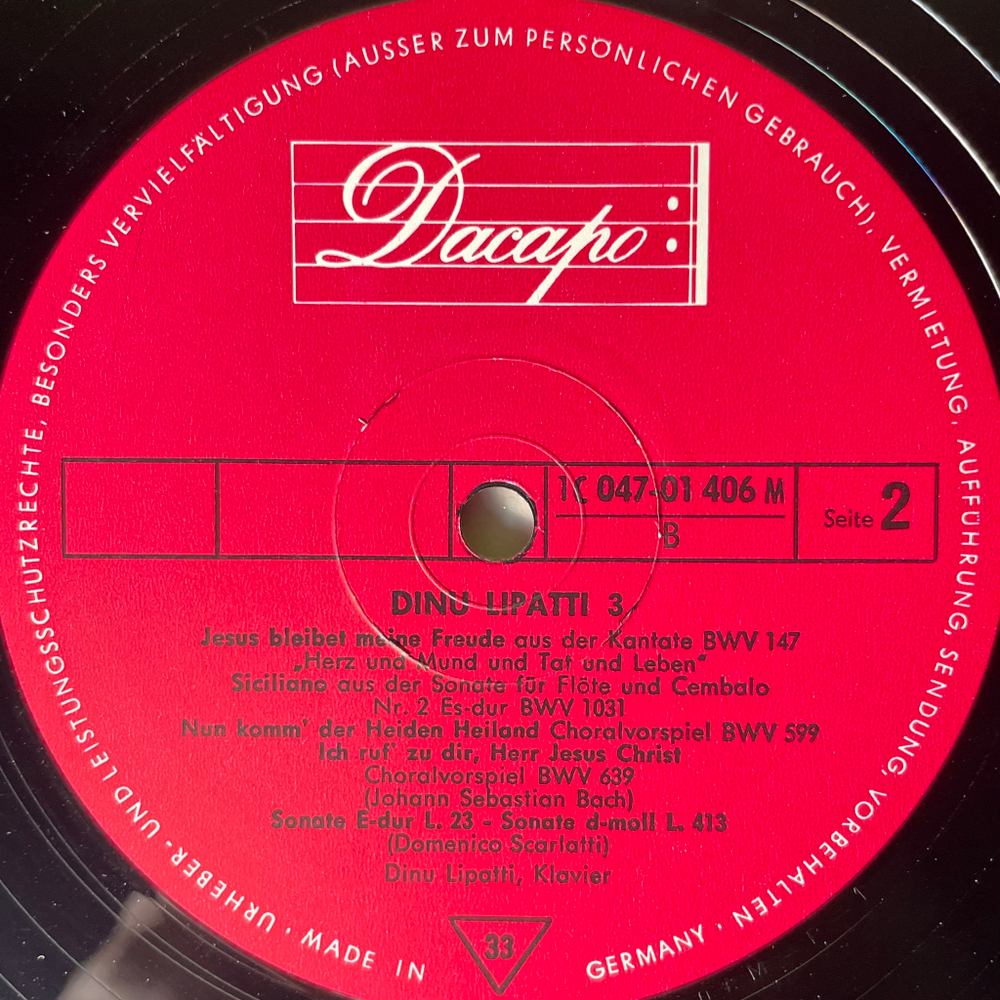 URHEBER- UND LEISTUNGSSCHUTZRECHTE, BESONDERS VERVIELFÄLTIGUNG (AUSSER ZUM PERSÖNLICHEN GEBRAUCH), VERMIETUNG, AUFFÜHRUNG, SENDUNG, VORBEHALTEN
Dacapo
1C 047-01 406 M
B
Seite 2
DINU LIPATTI 3
Jesus bleibet meine Freude aus der Kantate BWV 147
„Herz und Mund und Tat und Leben“
Siciliano aus der Sonate für Flöte und Cembalo
Nr. 2 Es-dur BWV 1031
Nun komm' der Heiden Heiland Choralvorspiel BWV 599
Ich ruf' zu dir, Herr Jesus Christ
Choralvorspiel BWV 639
(Johann Sebastian Bach)
Sonate E-dur L. 23 - Sonate d-moll L. 413
(Domenico Scarlatti)
Dinu Lipatti, Klavier
33
· MADE IN GERMANY ·